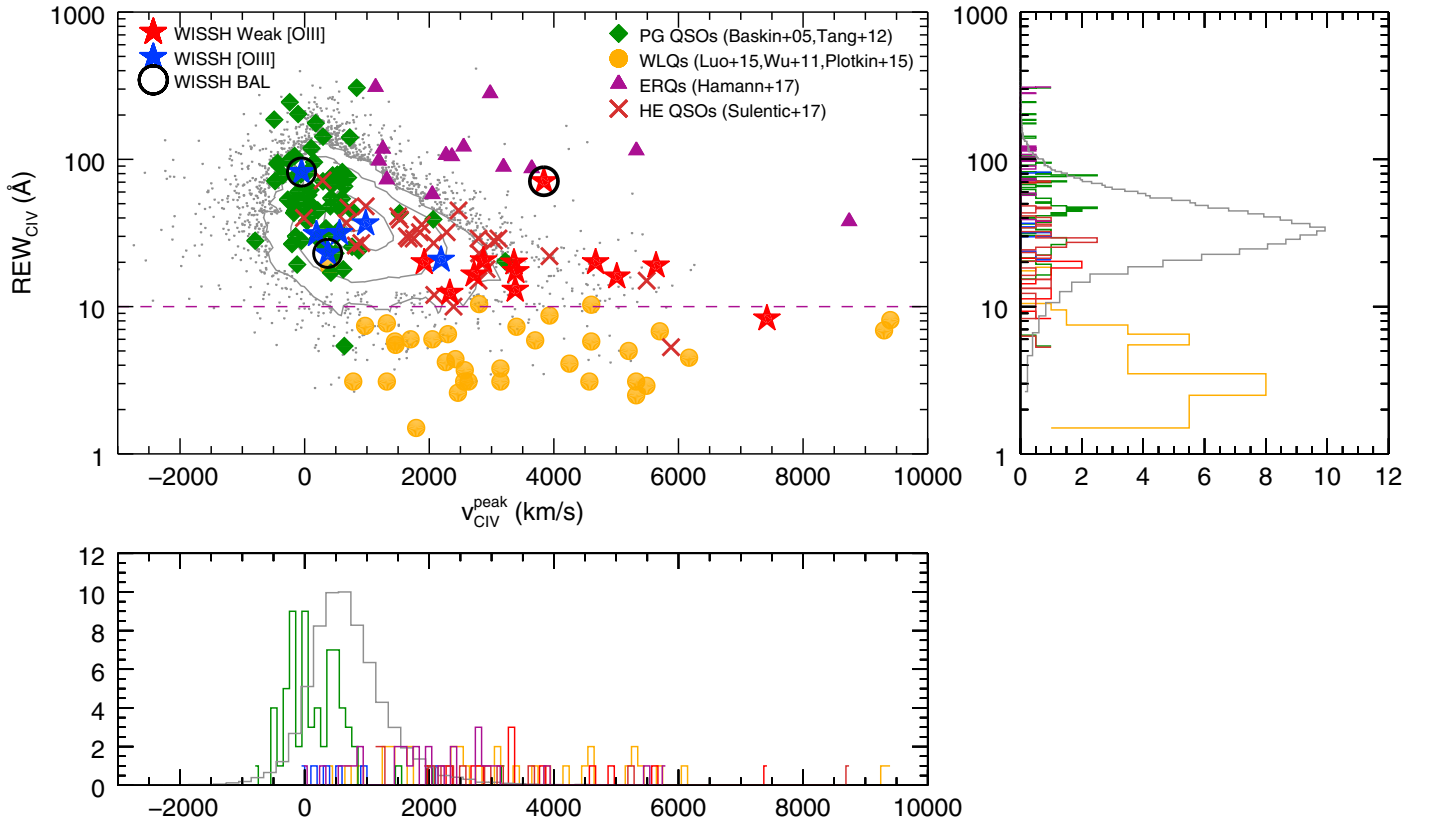 WISSH Weak [OIII]
WISSH [OIII]
WISSH BAL
PG QSOs (Baskin+05,Tang+12)
WLQs (Luo+15,Wu+11,Plotkin+15)
ERQs (Hamann+17)
HE QSOs (Sulentic+17)
1000
100
10
1
REW_CIV (Å)
−2000 0 2000 4000 6000 8000 10000
v_CIV^peak (km/s)
1000
100
10
1
0 2 4 6 8 10 12
12
10
8
6
4
2
0
−2000 0 2000 4000 6000 8000 10000